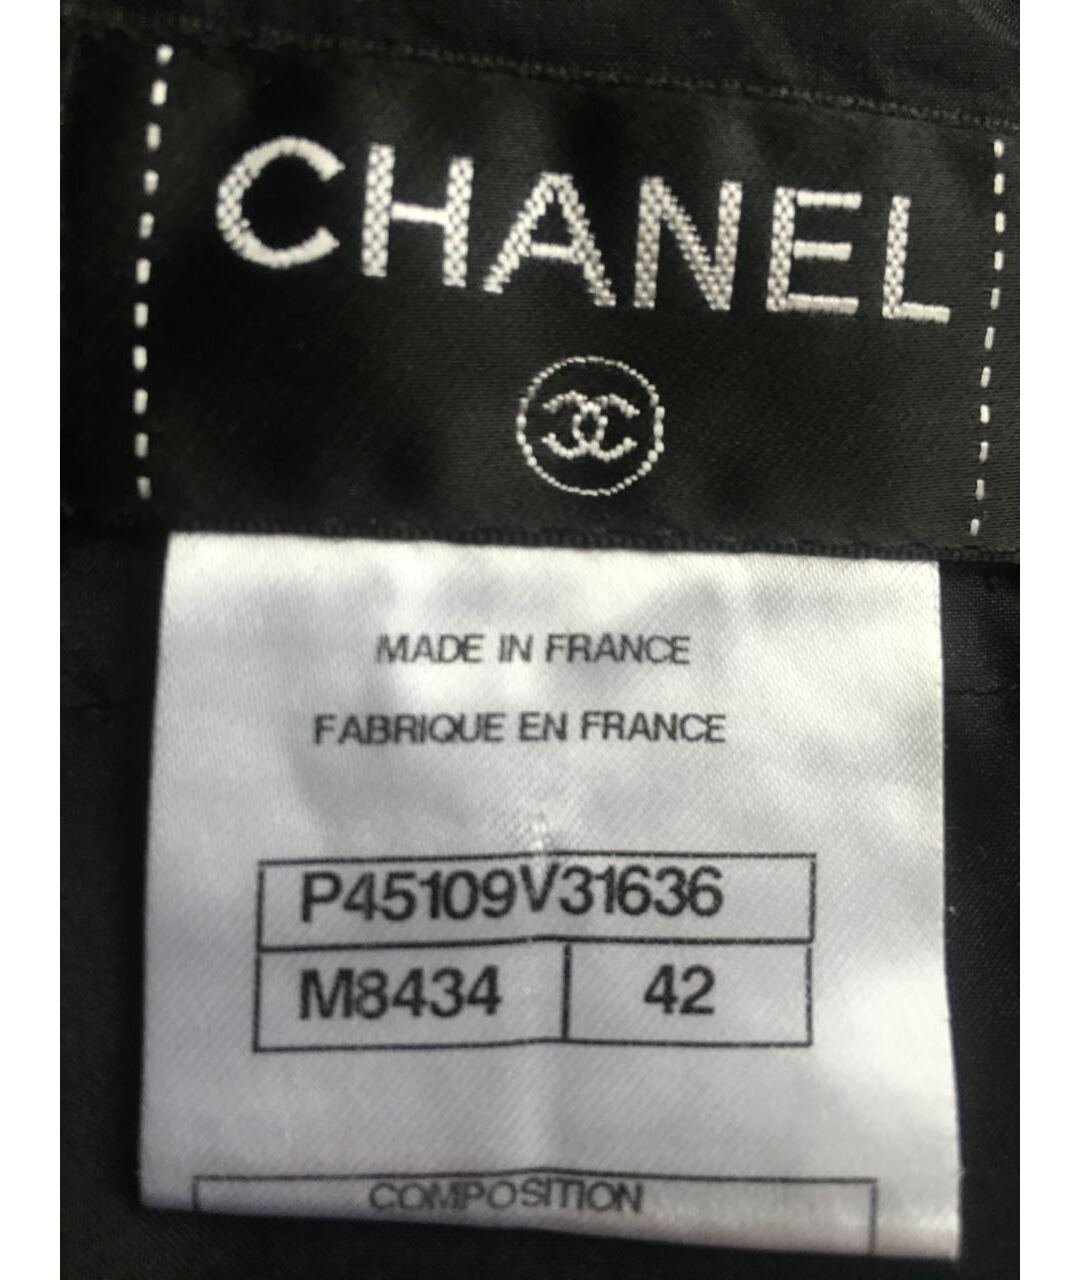 CHANEL
MADE IN FRANCE
FABRIQUE EN FRANCE
P45109V31636
M8434 42
COMPOSITION